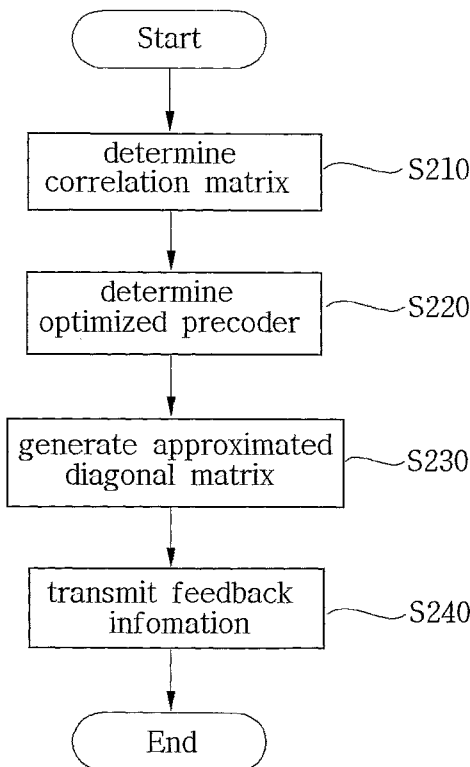 Start
determine
correlation matrix
S210
determine
optimized precoder
S220
generate approximated
diagonal matrix
S230
transmit feedback
infomation
S240
End